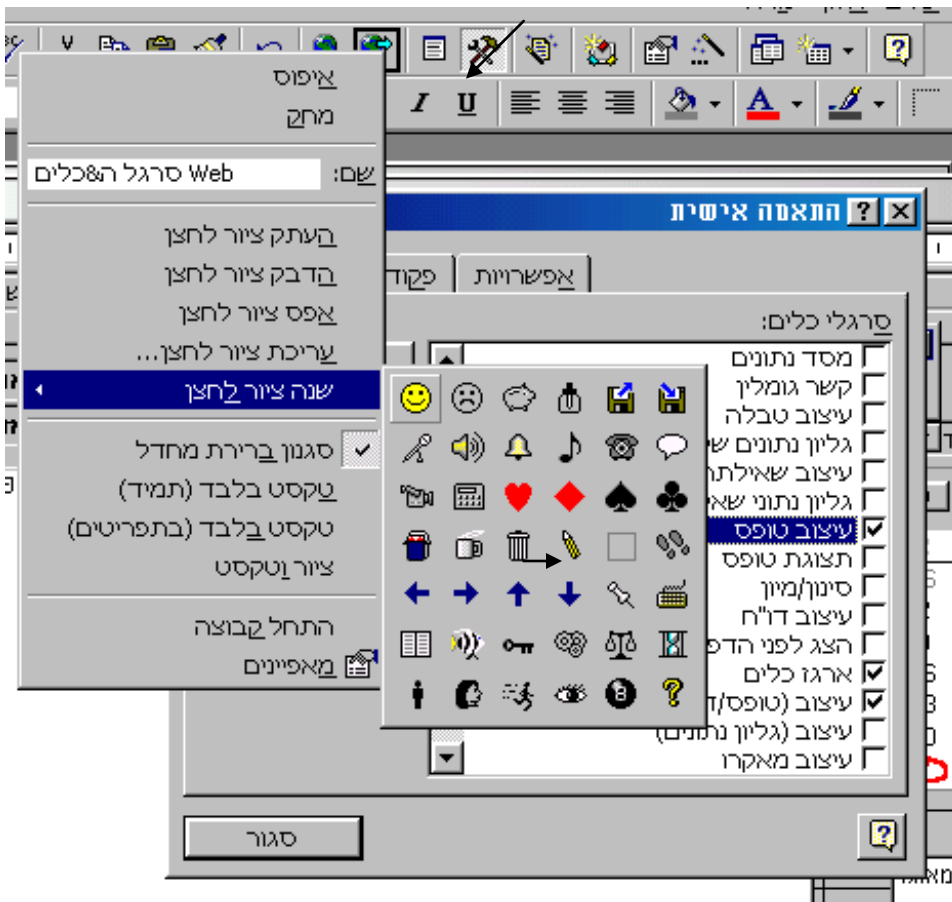 איפוס
מחק
שם: סרגל ה&כלים Web
העתק ציור לחצן
הדבק ציור לחצן
אפס ציור לחצן
עריכת ציור לחצן...
שנה ציור לחצן
סגנון ברירת מחדל
טקסט בלבד (תמיד)
טקסט בלבד (בתפריטים)
ציור וטקסט
התחל קבוצה
מאפיינים
I U A
התאמה אישית
אפשרויות
פקוד
סרגלי כלים:
מסד נתונים
קשר גומלין
עיצוב טבלה
גליון נתונים של
עיצוב שאילתה
גליון נתוני שאי
עיצוב טופס
תצוגת טופס
סינון/מיון
עיצוב דו"ח
הצג לפני הדפ
ארגז כלים
עיצוב (טופס/ד
עיצוב (גליון נתונים)
עיצוב מאקרו
סגור